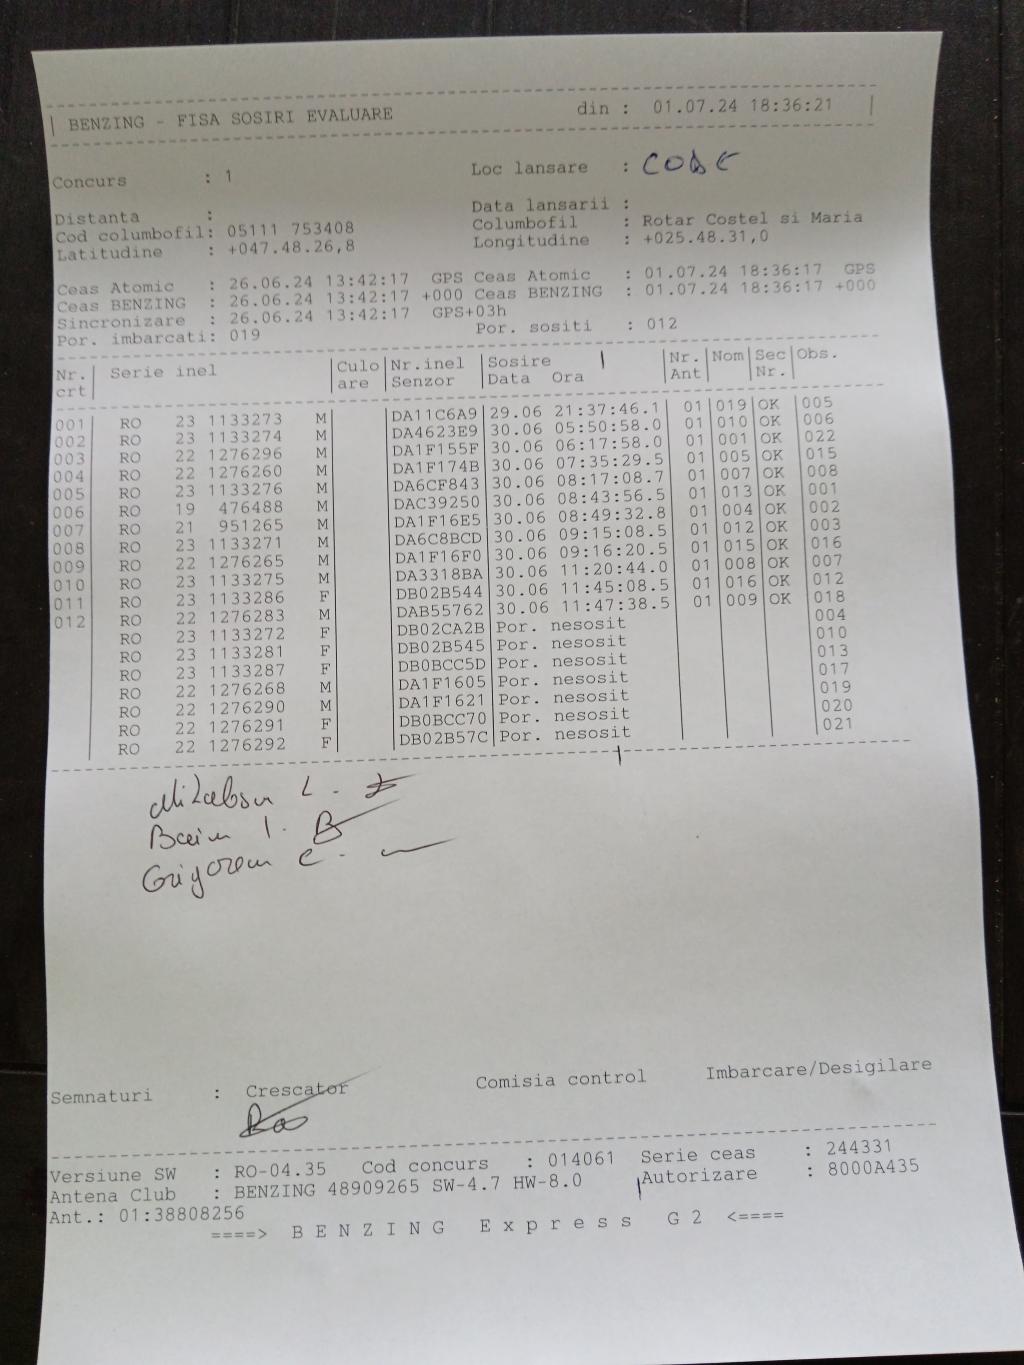 BENZING - FISA SOSIRI EVALUARE din : 01.07.24 18:36:21
Concurs : 1 Loc lansare :
Distanta : Data lansarii :
Cod columbofil: 05111 753408 Columbofil : Rotar Costel si Maria
Latitudine : +047.48.26,8 Longitudine : +025.48.31,0
Ceas Atomic : 26.06.24 13:42:17 GPS Ceas Atomic : 01.07.24 18:36:17 GPS
Ceas BENZING : 26.06.24 13:42:17 +000 Ceas BENZING : 01.07.24 18:36:17 +000
Sincronizare : 26.06.24 13:42:17 GPS+03h
Por. imbarcati: 019 Por. sositi : 012
Nr. Serie inel Culo Nr.inel Sosire Nr. Nom Sec Obs.
crt are Senzor Data Ora Ant Nr.
001 RO 23 1133273 M DA11C6A9 29.06 21:37:46.1 01 019 OK 005
002 RO 23 1133274 M DA4623E9 30.06 05:50:58.0 01 010 OK 006
003 RO 22 1276296 M DA1F155F 30.06 06:17:58.0 01 001 OK 022
004 RO 22 1276260 M DA1F174B 30.06 07:35:29.5 01 005 OK 015
005 RO 23 1133276 M DA6CF843 30.06 08:17:08.7 01 007 OK 008
006 RO 19 476488 M DAC39250 30.06 08:43:56.5 01 013 OK 001
007 RO 21 951265 M DA1F16E5 30.06 08:49:32.8 01 004 OK 002
008 RO 23 1133271 M DA6C8BCD 30.06 09:15:08.5 01 012 OK 003
009 RO 22 1276265 M DA1F16F0 30.06 09:16:20.5 01 015 OK 016
010 RO 23 1133275 M DA3318BA 30.06 11:20:44.0 01 008 OK 007
011 RO 23 1133286 F DB02B544 30.06 11:45:08.5 01 016 OK 012
012 RO 22 1276283 M DAB55762 30.06 11:47:38.5 01 009 OK 018
RO 23 1133272 F DB02CA2B Por. nesosit 004
RO 23 1133281 F DB02B545 Por. nesosit 010
RO 23 1133287 F DB0BCC5D Por. nesosit 013
RO 22 1276268 M DA1F1605 Por. nesosit 017
RO 22 1276290 M DA1F1621 Por. nesosit 019
RO 22 1276291 F DB0BCC70 Por. nesosit 020
RO 22 1276292 F DB02B57C Por. nesosit 021
Semnaturi : Crescator Comisia control Imbarcare/Desigilare
Versiune SW : RO-04.35 Cod concurs : 014061 Serie ceas : 244331
Antena Club : BENZING 48909265 SW-4.7 HW-8.0 Autorizare : 8000A435
Ant.: 01:38808256
====> B E N Z I N G E x p r e s s G 2 <====